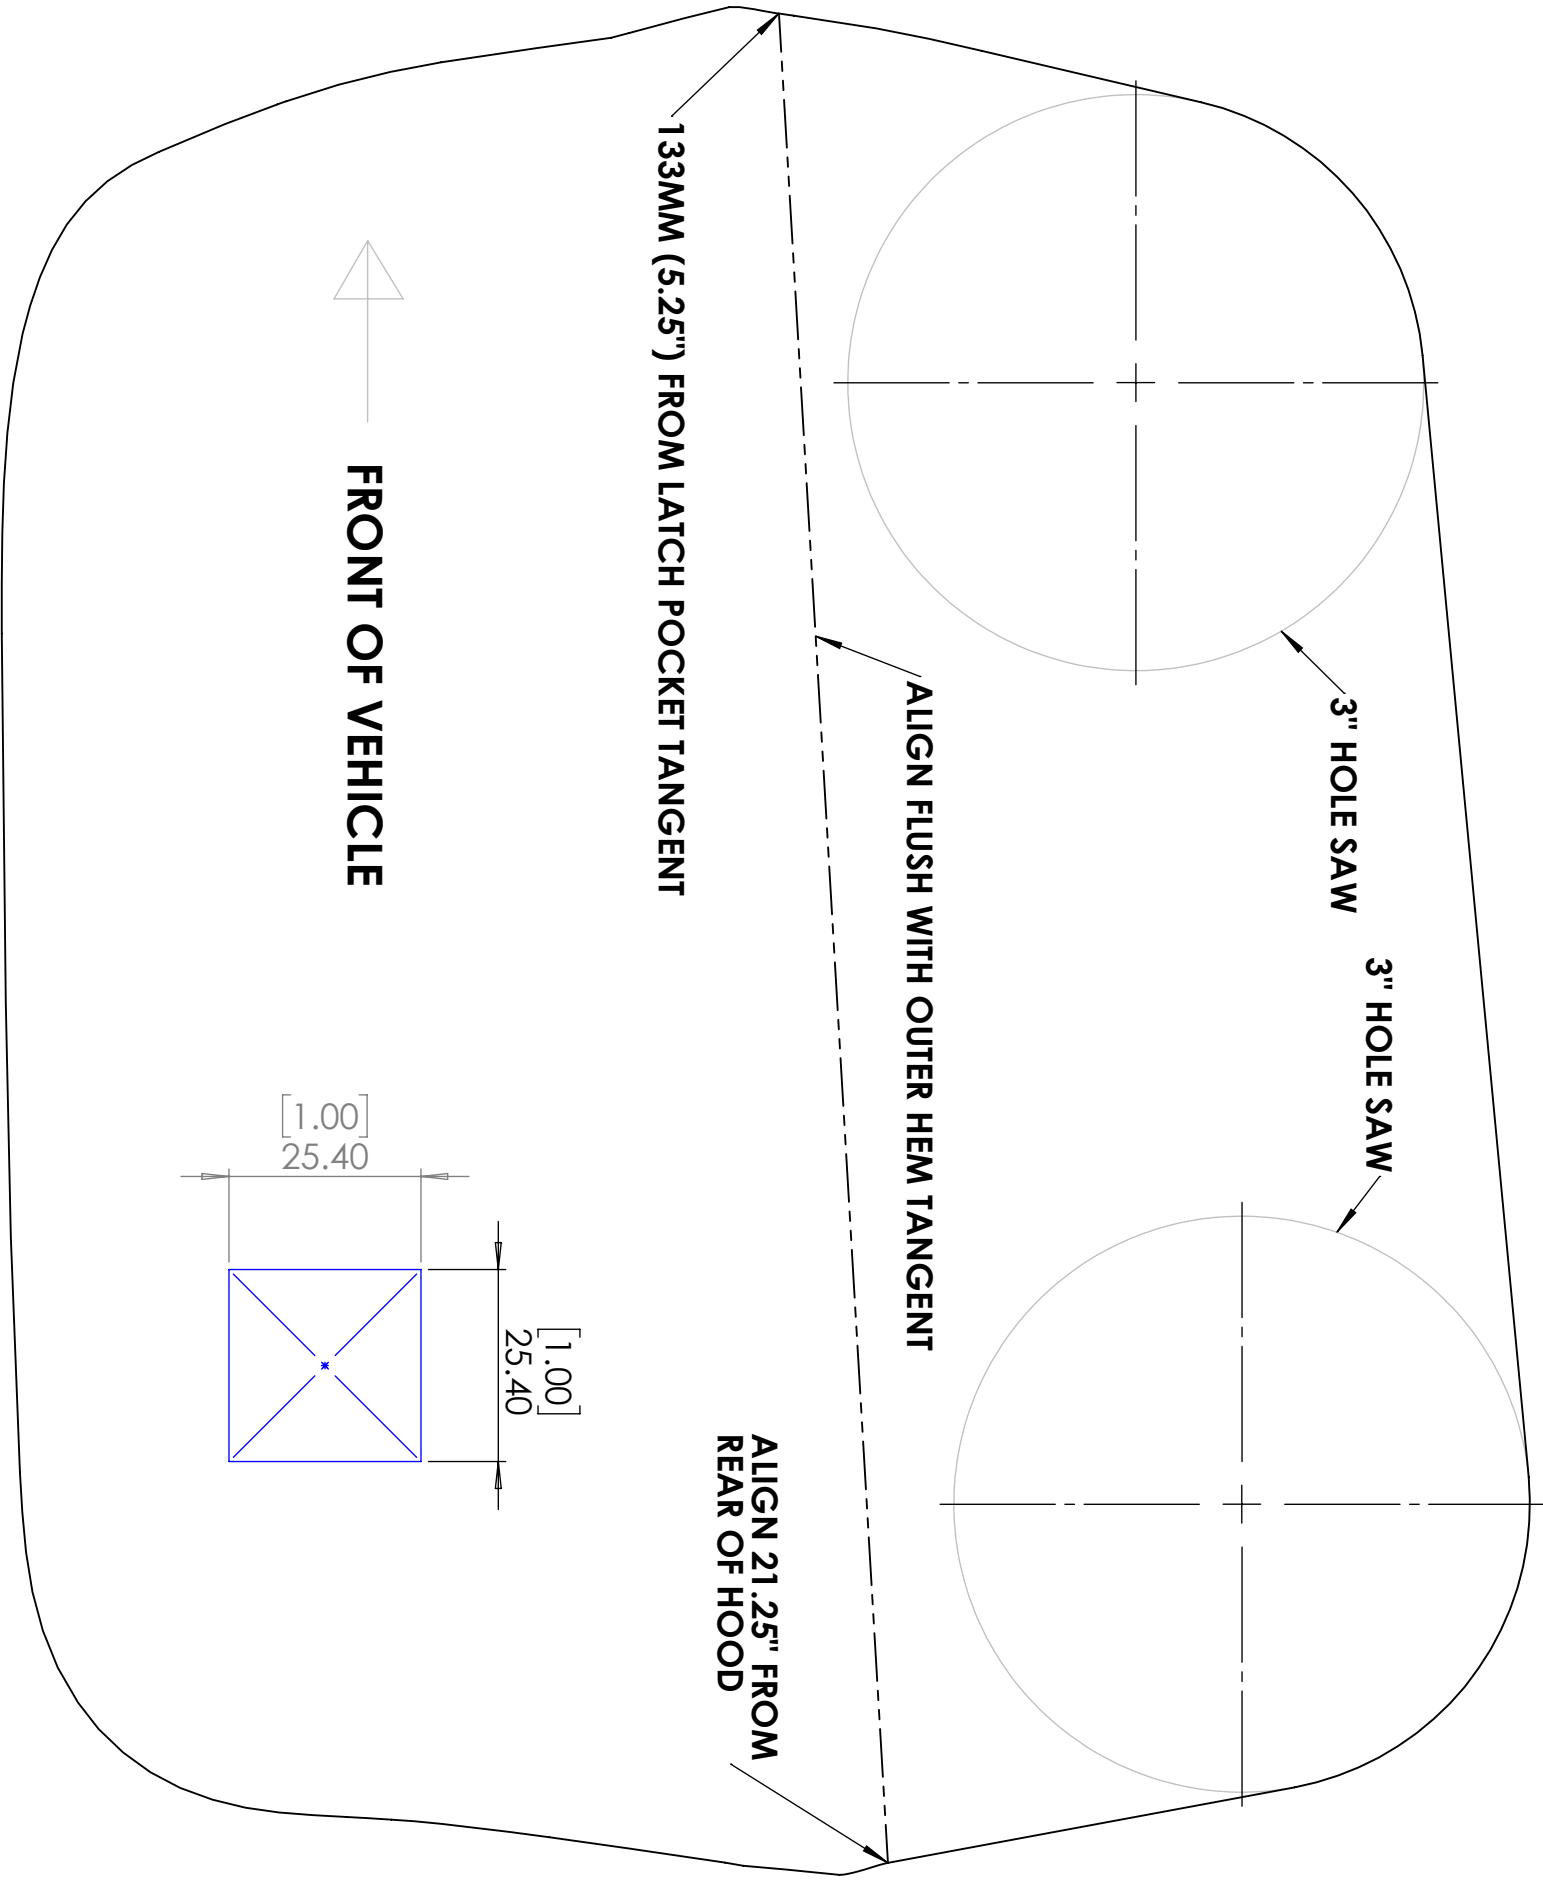 3" HOLE SAW
3" HOLE SAW
ALIGN FLUSH WITH OUTER HEM TANGENT
ALIGN 21.25" FROM
REAR OF HOOD
133MM (5.25") FROM LATCH POCKET TANGENT
[1.00]
25.40
FRONT OF VEHICLE
[1.00]
25.40